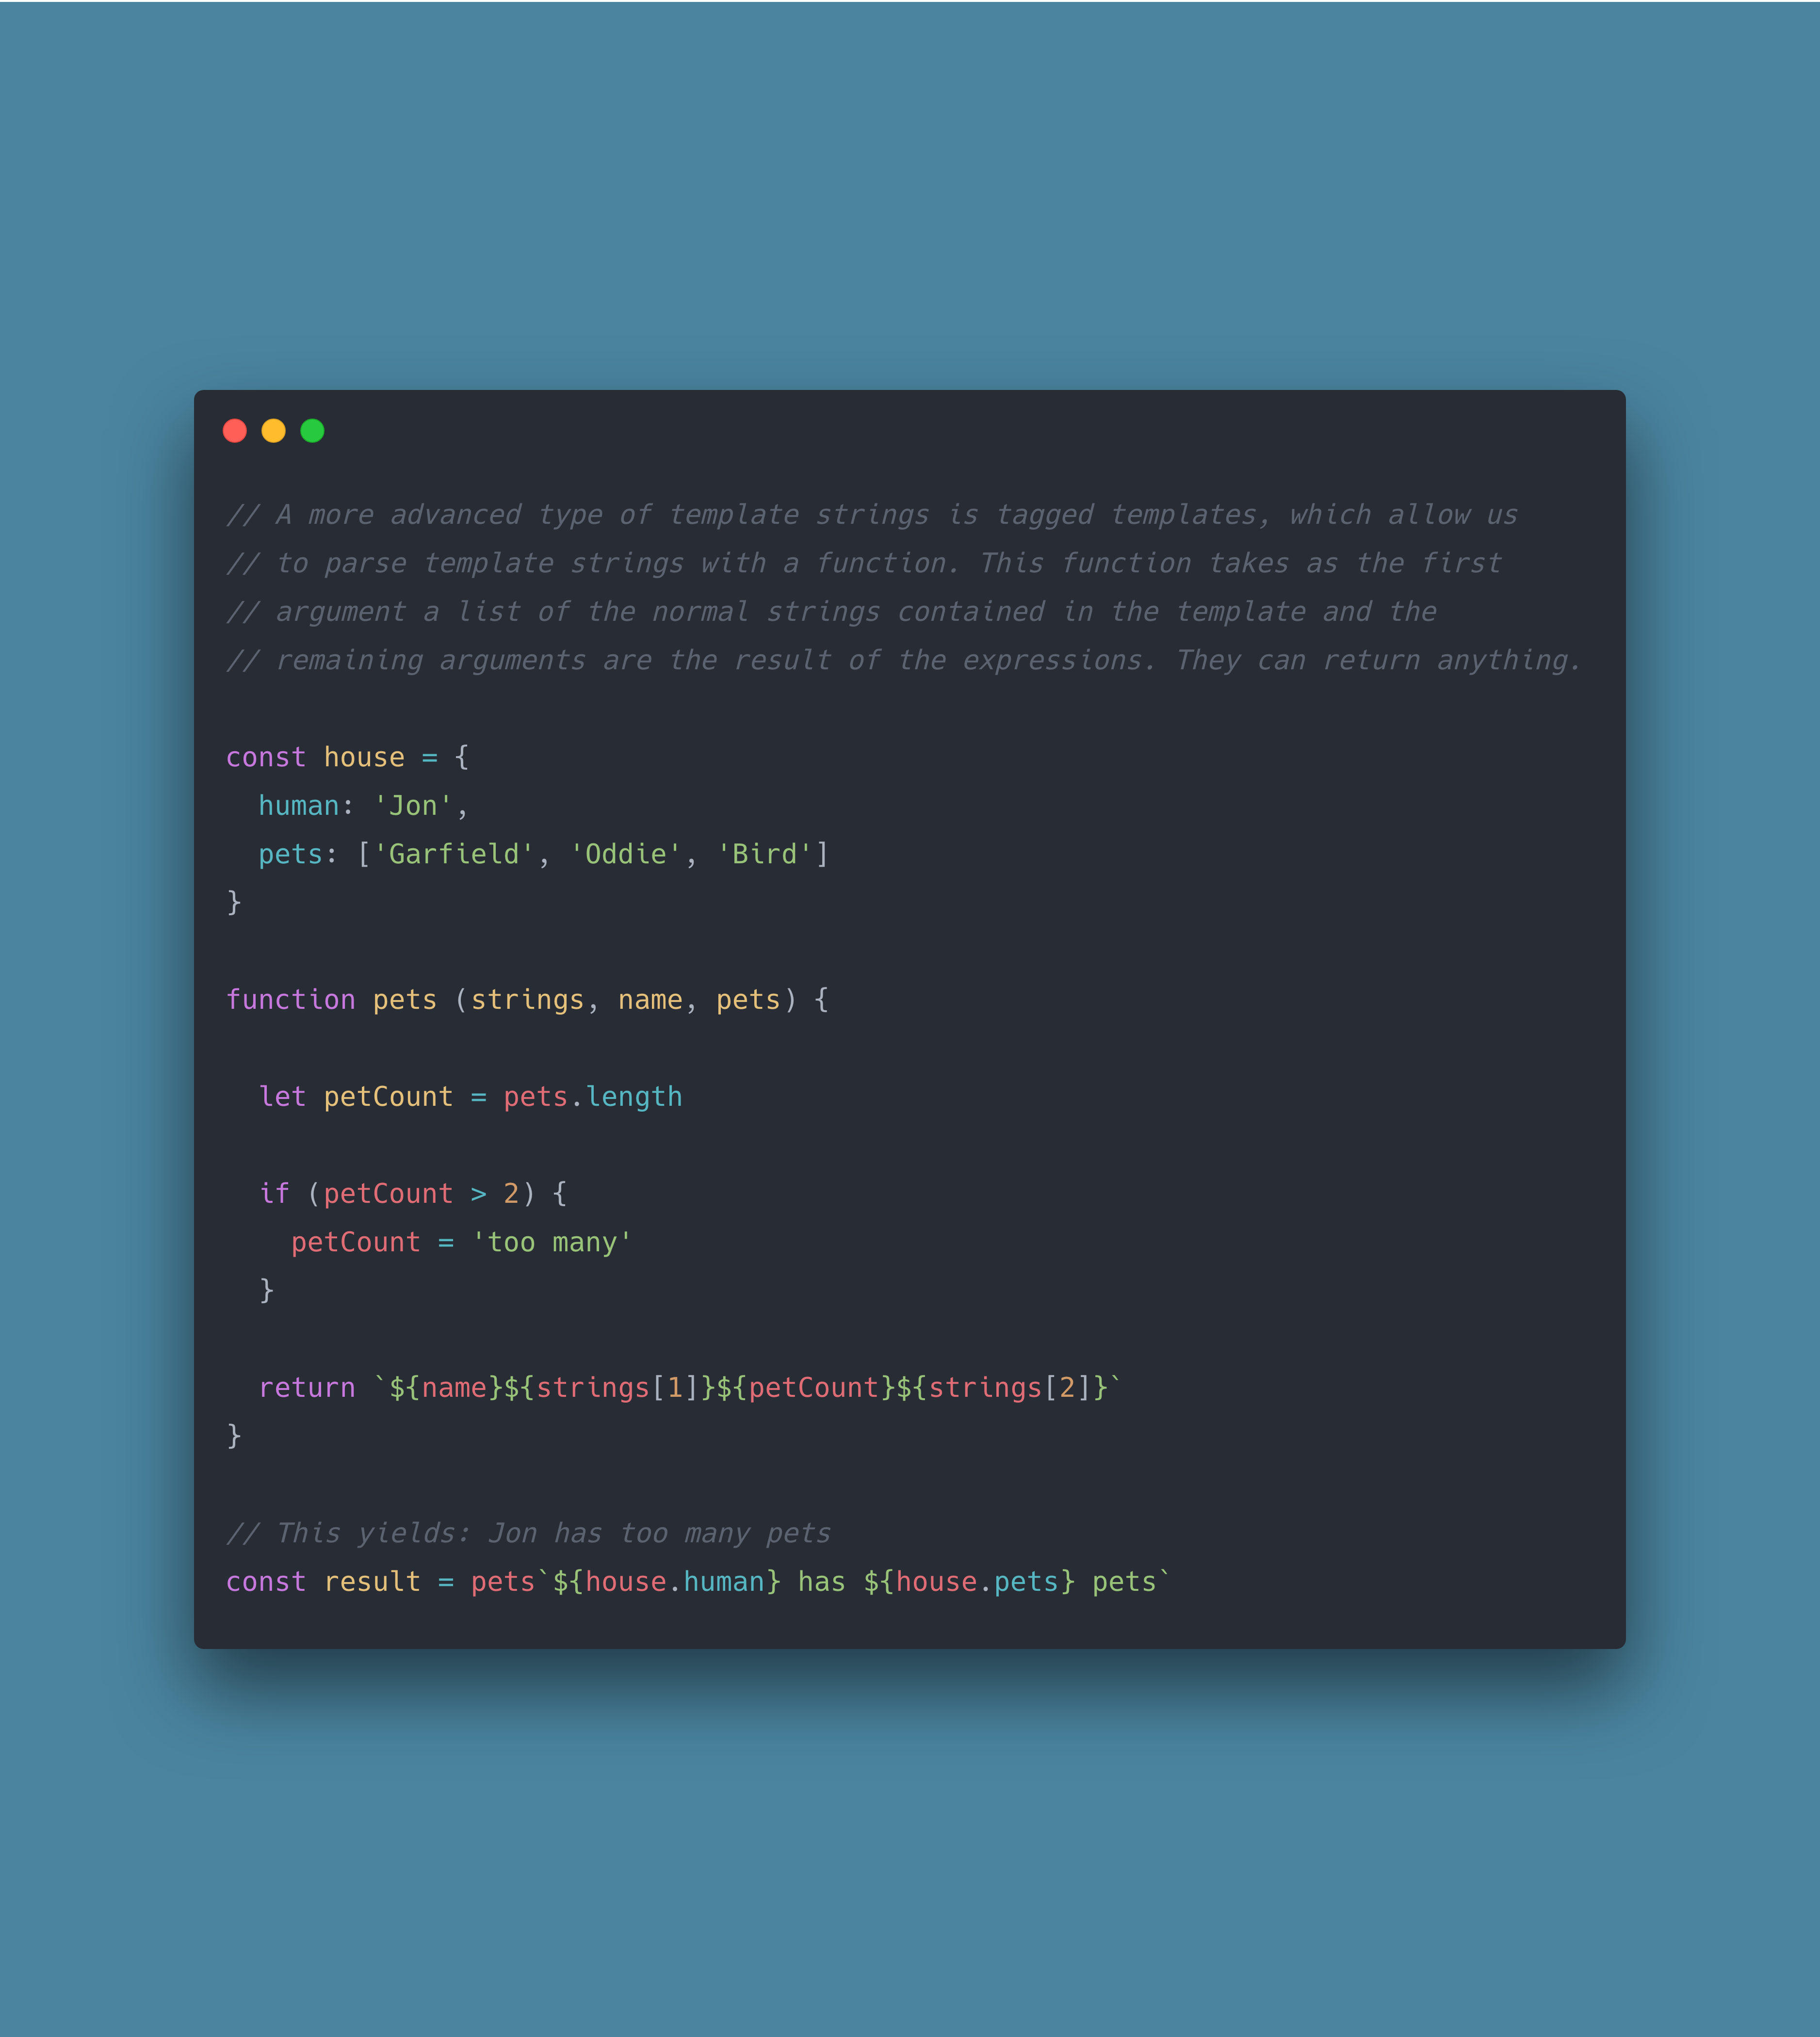 // A more advanced type of template strings is tagged templates, which allow us
// to parse template strings with a function. This function takes as the first
// argument a list of the normal strings contained in the template and the
// remaining arguments are the result of the expressions. They can return anything.
const house = {
  human: 'Jon',
  pets: ['Garfield', 'Oddie', 'Bird']
}
function pets (strings, name, pets) {
  let petCount = pets.length
  if (petCount > 2) {
    petCount = 'too many'
  }
  return `${name}${strings[1]}${petCount}${strings[2]}`
}
// This yields: Jon has too many pets
const result = pets`${house.human} has ${house.pets} pets`